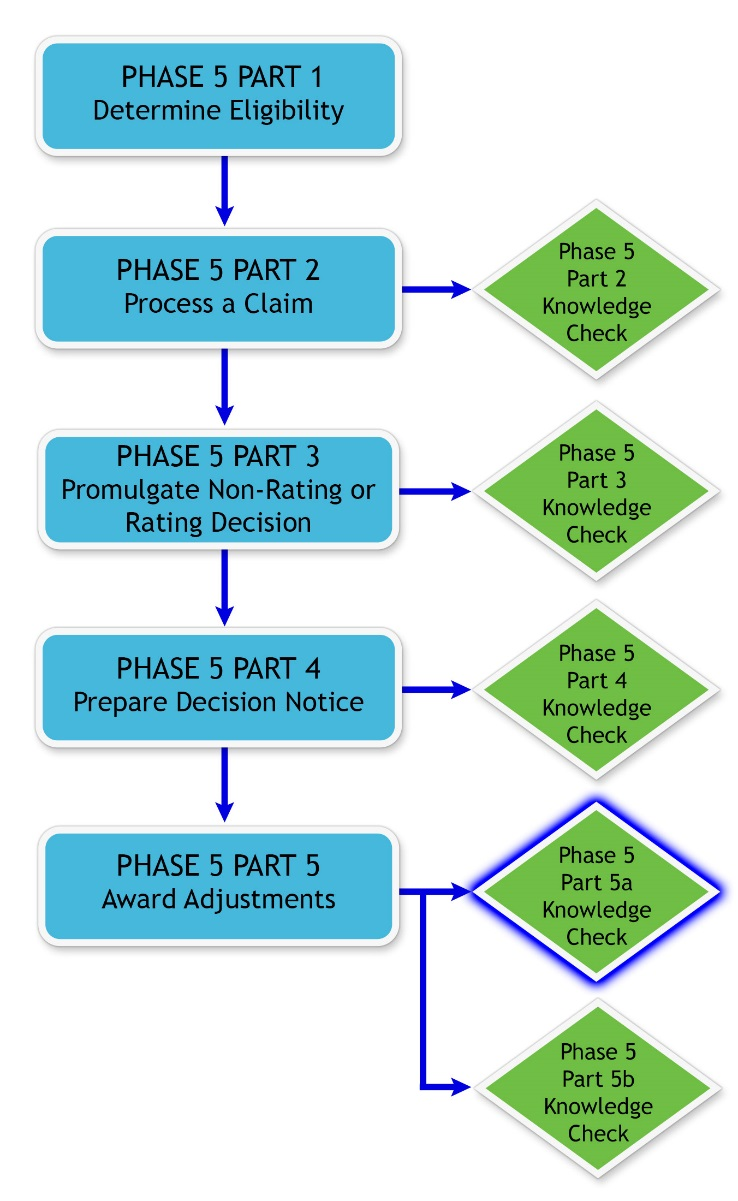 PHASE 5 PART 1
Determine Eligibility
PHASE 5 PART 2
Process a Claim
Phase 5
Part 2
Knowledge
Check
PHASE 5 PART 3
Promulgate Non-Rating or
Rating Decision
Phase 5
Part 3
Knowledge
Check
PHASE 5 PART 4
Prepare Decision Notice
Phase 5
Part 4
Knowledge
Check
PHASE 5 PART 5
Award Adjustments
Phase 5
Part 5a
Knowledge
Check
Phase 5
Part 5b
Knowledge
Check